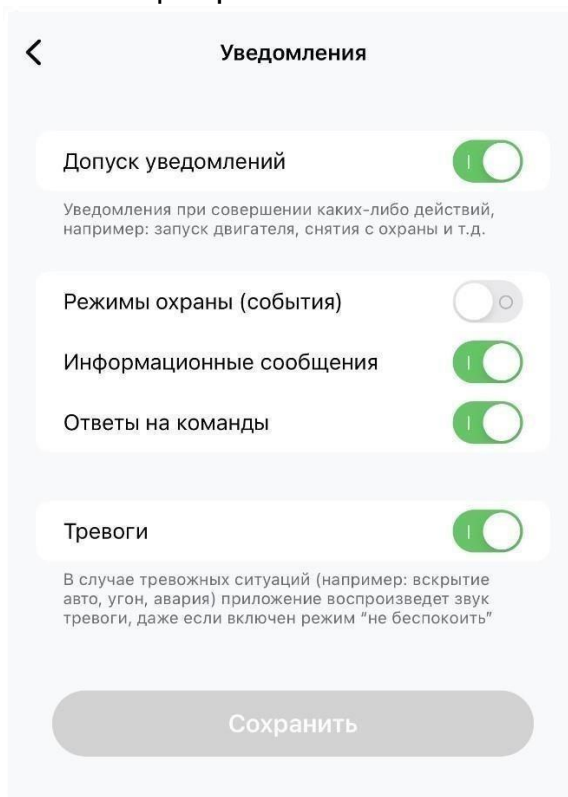 Уведомления
Допуск уведомлений
Уведомления при совершении каких-либо действий,
например: запуск двигателя, снятия с охраны и т.д.
Режимы охраны (события)
Информационные сообщения
Ответы на команды
Тревоги
В случае тревожных ситуаций (например: вскрытие
авто, угон, авария) приложение воспроизведет звук
тревоги, даже если включен режим “не беспокоить”
Сохранить